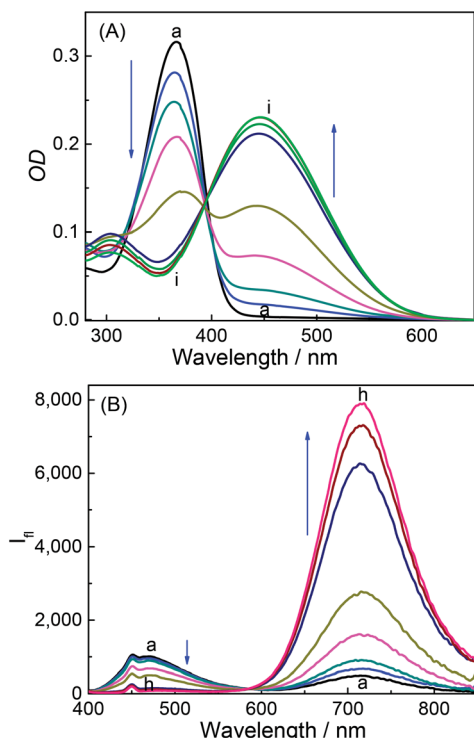 (A)
a
i
0.3
0.2
0.1
0.0
OD
i
a
300 400 500 600
Wavelength / nm
(B)
h
8,000
6,000
4,000
2,000
0
I fl
a
h
a
400 500 600 700 800
Wavelength / nm